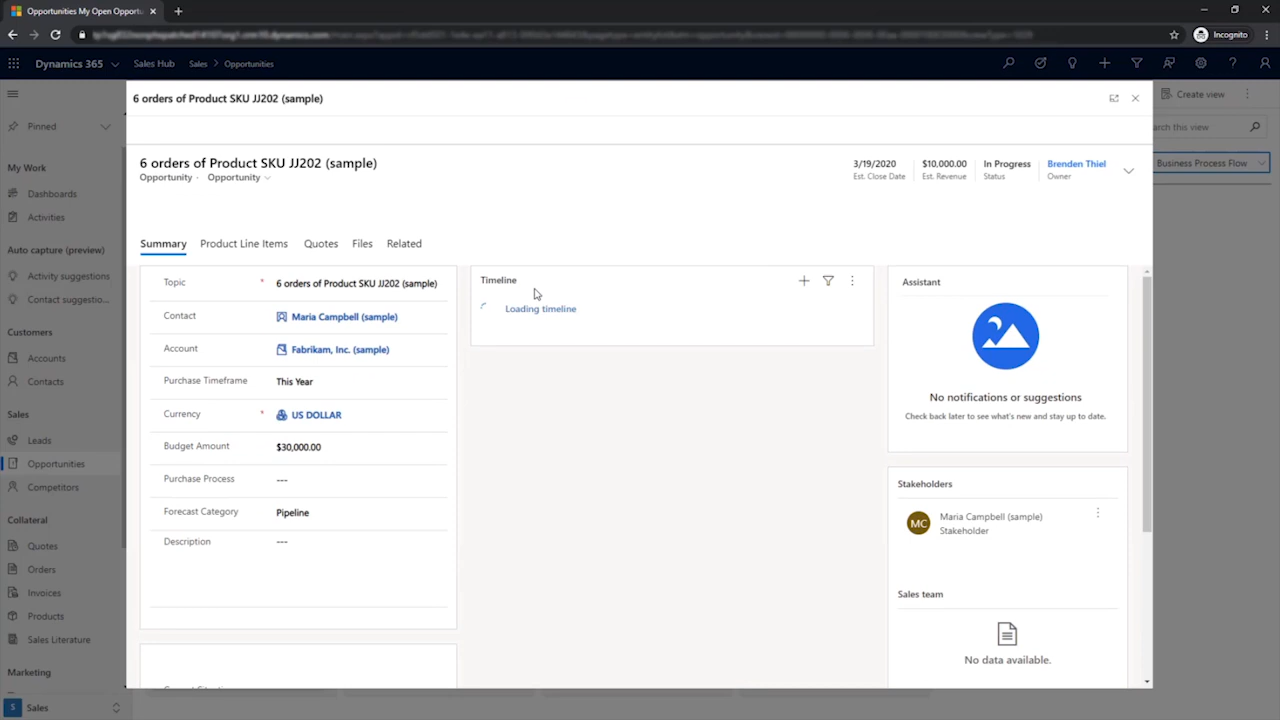 Opportunities My Open Opportu
Incognito
Dynamics 365
Sales Hub
Sales > Opportunities
Create view
Pinned
My Work
Dashboards
Activities
Auto capture (preview)
Activity suggestions
Contact suggestio...
Customers
Accounts
Contacts
Sales
Leads
Opportunities
Competitors
Collateral
Quotes
Orders
Invoices
Products
Sales Literature
Marketing
S Sales
arch this view
Business Process Flow
6 orders of Product SKU JJ202 (sample)
6 orders of Product SKU JJ202 (sample)
Opportunity · Opportunity
3/19/2020
Est. Close Date
$10,000.00
Est. Revenue
In Progress
Status
Brenden Thiel
Owner
Summary
Product Line Items
Quotes
Files
Related
Topic * 6 orders of Product SKU JJ202 (sample)
Contact Maria Campbell (sample)
Account Fabrikam, Inc. (sample)
Purchase Timeframe This Year
Currency * US DOLLAR
Budget Amount $30,000.00
Purchase Process ---
Forecast Category Pipeline
Description ---
Timeline
Loading timeline
Assistant
No notifications or suggestions
Check back later to see what's new and stay up to date.
Stakeholders
MC
Maria Campbell (sample)
Stakeholder
Sales team
No data available.